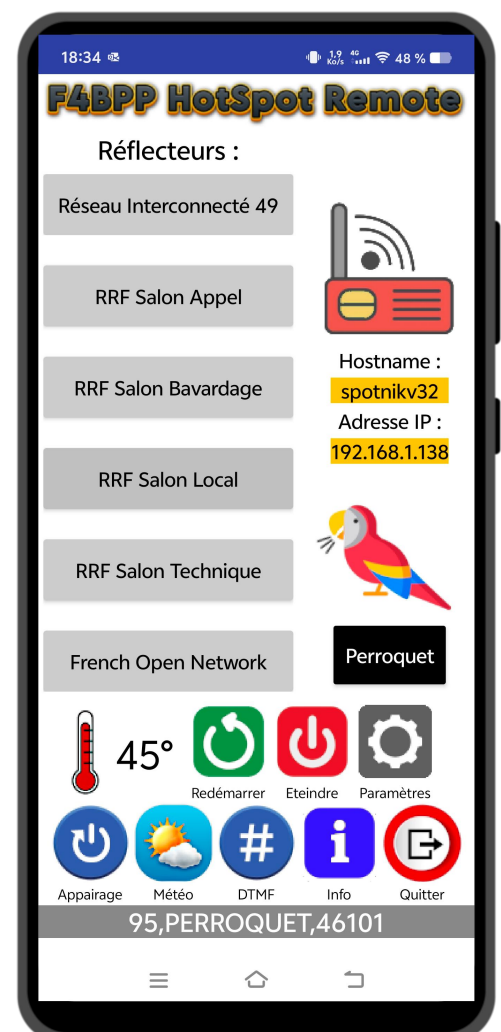 18:34
1,9 Ko/s 4G 48 %
F4BPP HotSpot Remote
Réflecteurs :
Réseau Interconnecté 49
RRF Salon Appel
RRF Salon Bavardage
RRF Salon Local
RRF Salon Technique
French Open Network
Hostname :
spotnikv32
Adresse IP :
192.168.1.138
Perroquet
45°
Redémarrer
Eteindre
Paramètres
#
i
Appairage
Météo
DTMF
Info
Quitter
95,PERROQUET,46101